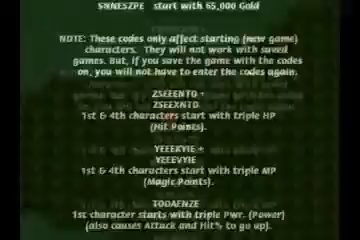 SNNESZPE start with 65,000 Gold
NOTE: These codes only affect starting (new game)
characters. They will not work with saved
games. But, if you save the game with the codes
on, you will not have to enter the codes again.
ZSEEENTO +
ZSEEXNTO
1st & 4th characters start with triple HP
(Hit Points).
YEEEKYIE +
YEEEVYIE
1st & 4th characters start with triple MP
(Magic Points).
TOOAENZE
1st character starts with triple Pwr. (Power)
(also causes Attack and Hit% to go up).